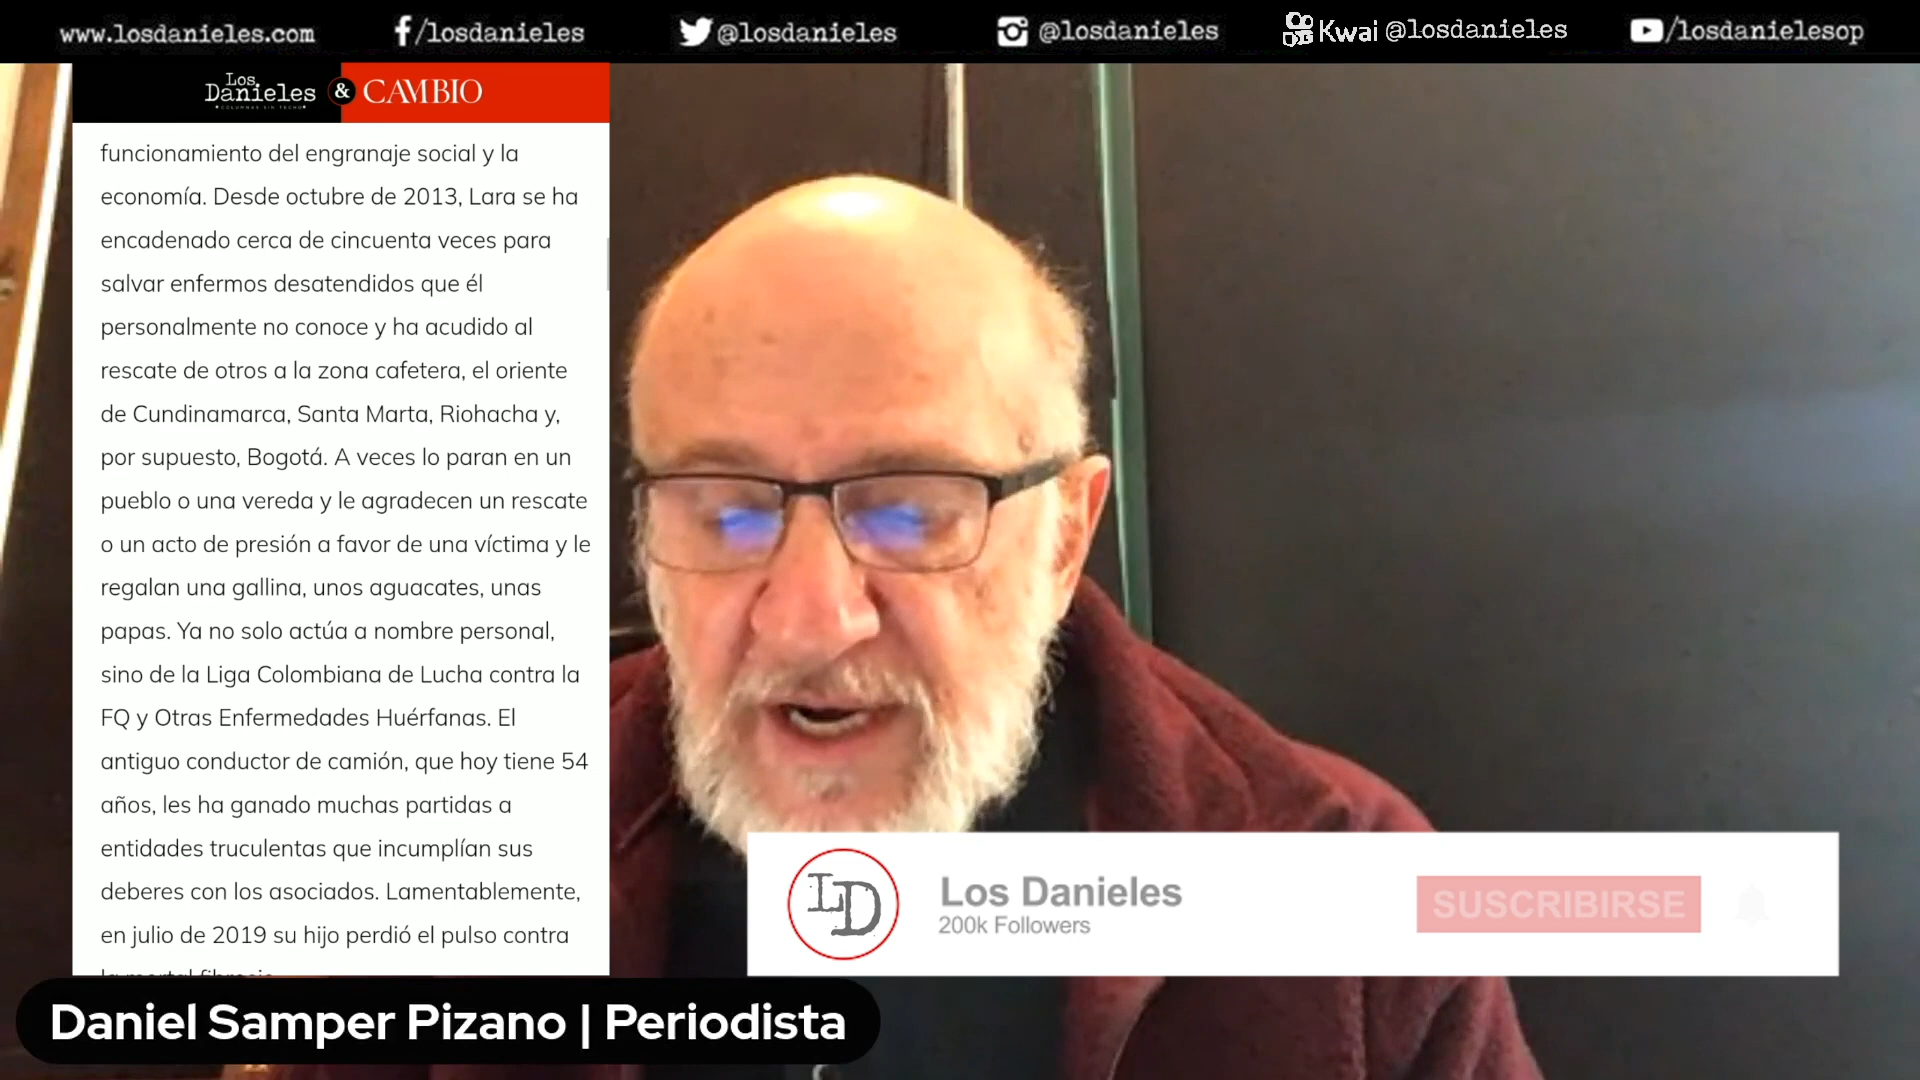 www.losdanieles.com
/losdanieles
@losdanieles
@losdanieles
Kwai @losdanieles
/losdanielesop
Los Danieles & CAMBIO
funcionamiento del engranaje social y la
economía. Desde octubre de 2013, Lara se ha
encadenado cerca de cincuenta veces para
salvar enfermos desatendidos que él
personalmente no conoce y ha acudido al
rescate de otros a la zona cafetera, el oriente
de Cundinamarca, Santa Marta, Riohacha y,
por supuesto, Bogotá. A veces lo paran en un
pueblo o una vereda y le agradecen un rescate
o un acto de presión a favor de una víctima y le
regalan una gallina, unos aguacates, unas
papas. Ya no solo actúa a nombre personal,
sino de la Liga Colombiana de Lucha contra la
FQ y Otras Enfermedades Huérfanas. El
antiguo conductor de camión, que hoy tiene 54
años, les ha ganado muchas partidas a
entidades truculentas que incumplían sus
deberes con los asociados. Lamentablemente,
en julio de 2019 su hijo perdió el pulso contra
LD
Los Danieles
200k Followers
SUSCRIBIRSE
Daniel Samper Pizano | Periodista